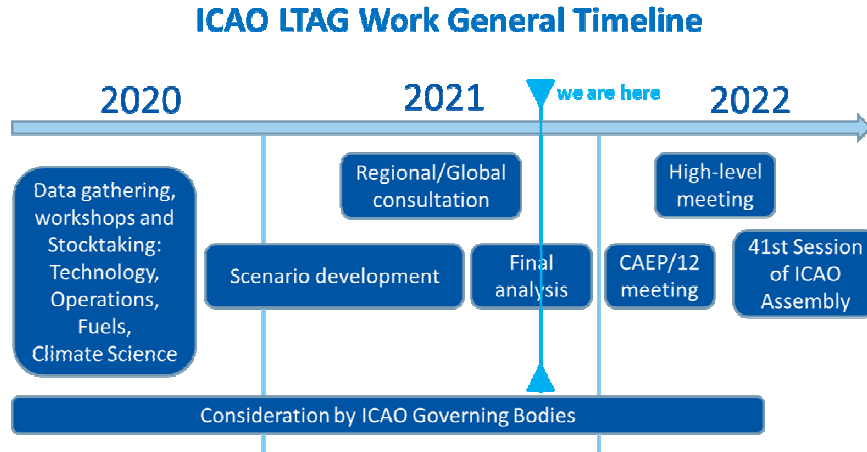 ICAO LTAG Work General Timeline
2020
2021
we are here
2022
Data gathering,
workshops and
Stocktaking:
Technology,
Operations,
Fuels,
Climate Science
Regional/Global
consultation
High-level
meeting
Scenario development
Final
analysis
CAEP/12
meeting
41st Session
of ICAO
Assembly
Consideration by ICAO Governing Bodies